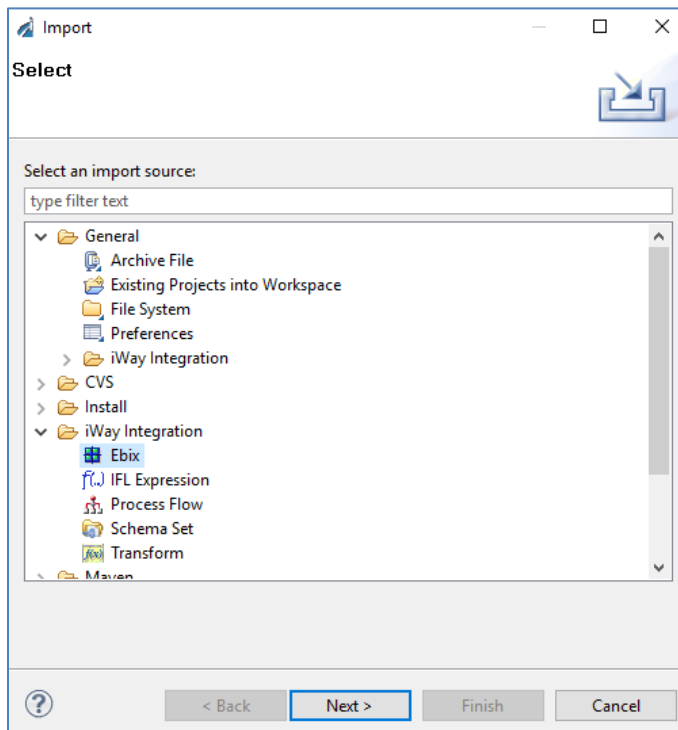 Import
Select
Select an import source:
type filter text
General
Archive File
Existing Projects into Workspace
File System
Preferences
iWay Integration
CVS
Install
iWay Integration
Ebix
f(..) IFL Expression
Process Flow
Schema Set
f(x) Transform
Maven
? < Back Next > Finish Cancel